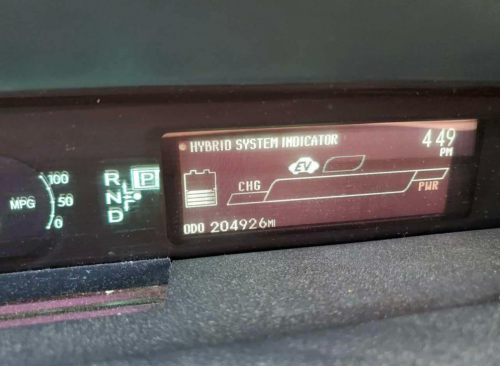 HYBRID SYSTEM INDICATOR
4:49
PM
EV
CHG
PWR
ODO 204926MI
R
P
N
D
100
MPG 50
0